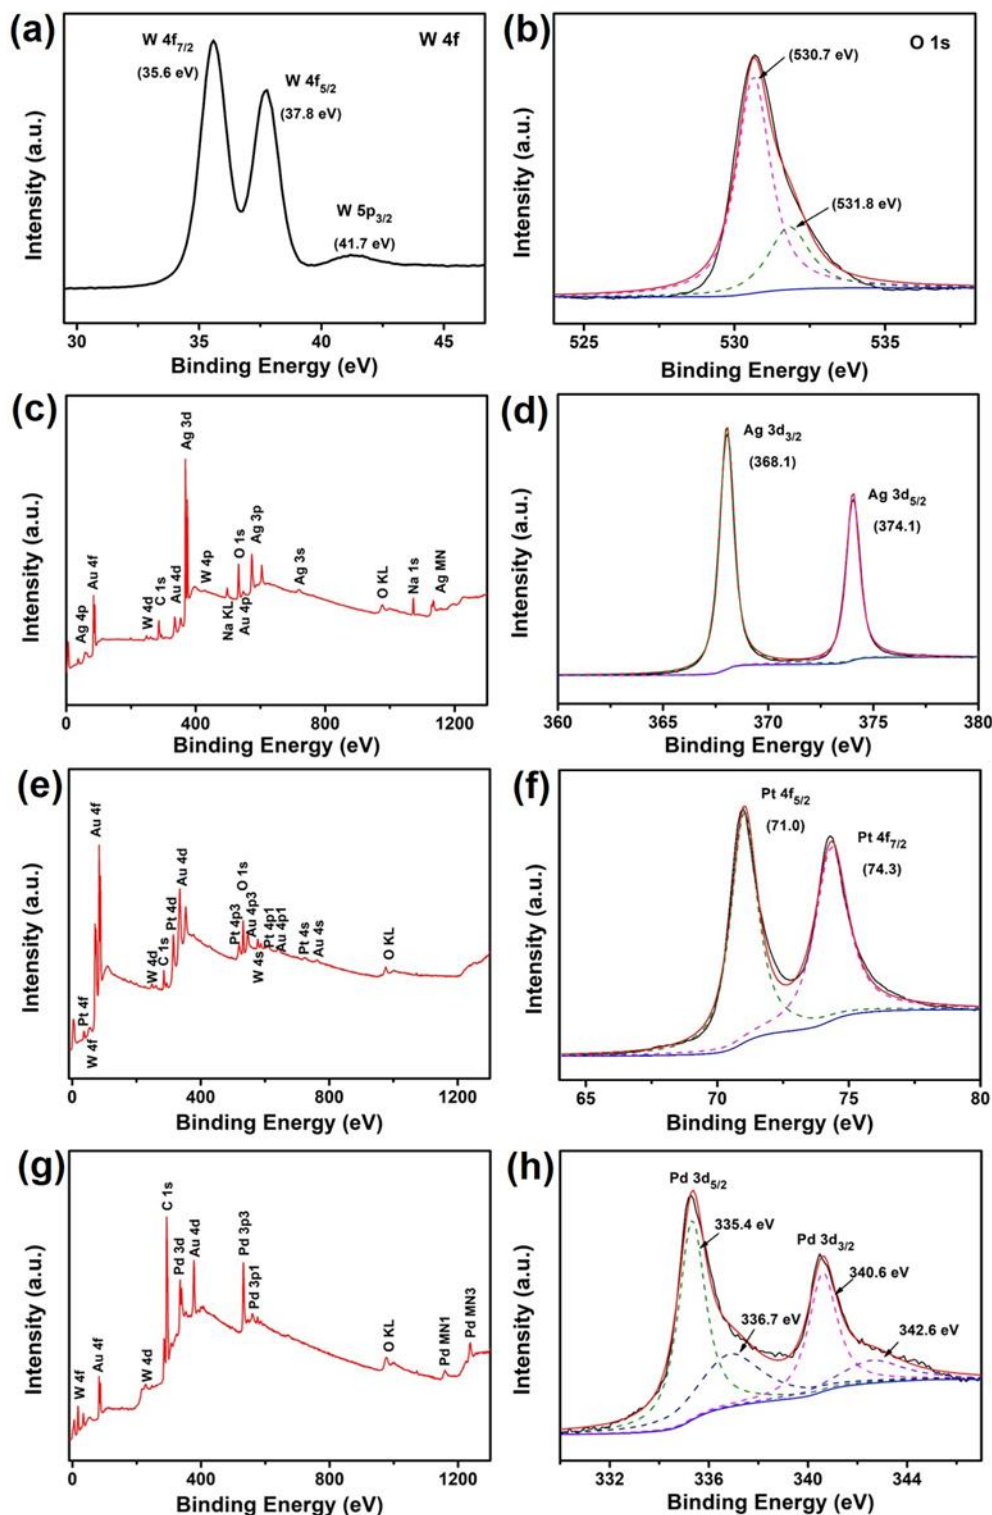 (a)
W 4f7/2
(35.6 eV)
W 4f
W 4f5/2
(37.8 eV)
W 5p3/2
(41.7 eV)
Intensity (a.u.)
30 35 40 45
Binding Energy (eV)
(b)
O 1s
(530.7 eV)
(531.8 eV)
Intensity (a.u.)
525 530 535
Binding Energy (eV)
(c)
Ag 4p
Au 4f
W 4d
C 1s
Au 4d
Ag 3d
W 4p
Na KL
O 1s
Au 4p
Ag 3p
Ag 3s
O KL
Na 1s
Ag MN
Intensity (a.u.)
0 400 800 1200
Binding Energy (eV)
(d)
Ag 3d3/2
(368.1)
Ag 3d5/2
(374.1)
Intensity (a.u.)
360 365 370 375 380
Binding Energy (eV)
(e)
W 4f
Pt 4f
Au 4f
W 4d
C 1s
Pt 4d
Au 4d
Pt 4p3
O 1s
Au 4p3
W 4s
Pt 4p1
Au 4p1
Pt 4s
Au 4s
O KL
Intensity (a.u.)
0 400 800 1200
Binding Energy (eV)
(f)
Pt 4f5/2
(71.0)
Pt 4f7/2
(74.3)
Intensity (a.u.)
65 70 75 80
Binding Energy (eV)
(g)
W 4f
Au 4f
W 4d
C 1s
Pd 3d
Au 4d
Pd 3p3
Pd 3p1
O KL
Pd MN1
Pd MN3
Intensity (a.u.)
0 400 800 1200
Binding Energy (eV)
(h)
Pd 3d5/2
335.4 eV
336.7 eV
Pd 3d3/2
340.6 eV
342.6 eV
Intensity (a.u.)
332 336 340 344
Binding Energy (eV)